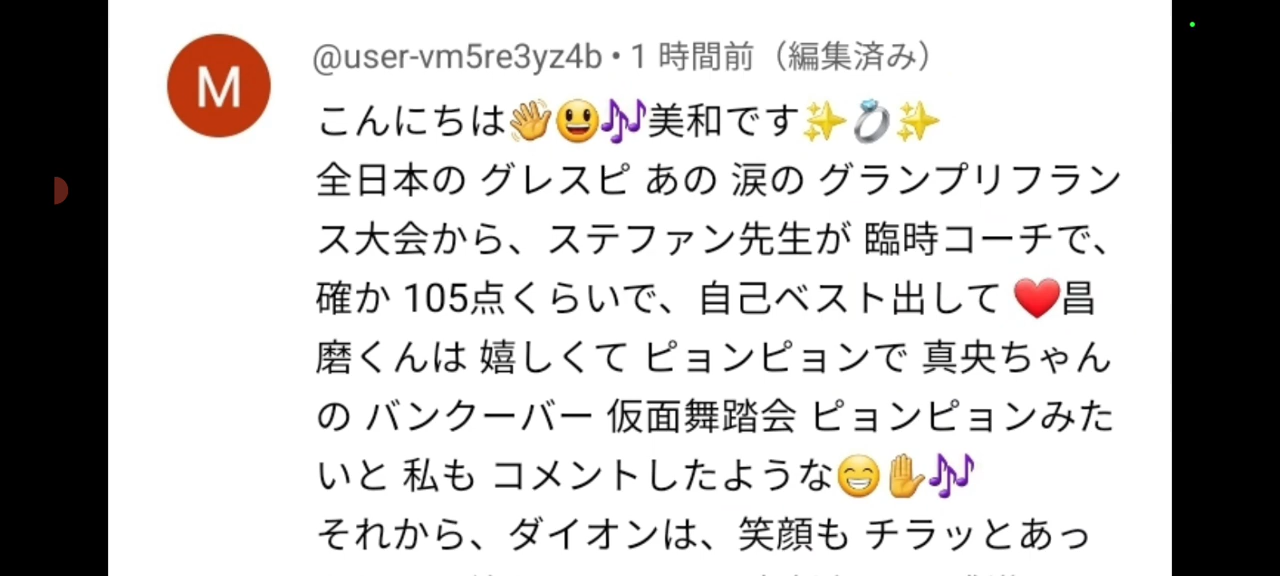 M
@user-vm5re3yz4b • 1 時間前（編集済み）
こんにちは👋😃🎶美和です✨💍✨
全日本の グレスピ あの 涙の グランプリフラン
ス大会から、ステファン先生が 臨時コーチで、
確か 105点くらいで、自己ベスト出して ❤️昌
磨くんは 嬉しくて ピョンピョンで 真央ちゃん
の バンクーバー 仮面舞踏会 ピョンピョンみた
いと 私も コメントしたような😁✋🎶
それから、ダイオンは、笑顔も チラッとあっ